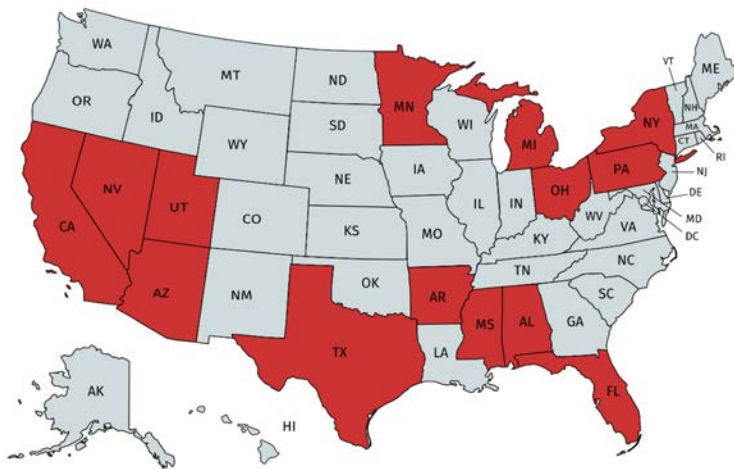 WA
MT
ND
MN
VT
ME
OR
ID
SD
WI
MI
NY
NH
MA
CT
RI
WY
IA
PA
NJ
NV
NE
OH
DE
CA
UT
CO
IL
IN
WV
MD
VA
DC
KS
MO
KY
AZ
NM
OK
AR
TN
NC
SC
MS
AL
GA
TX
LA
FL
AK
HI